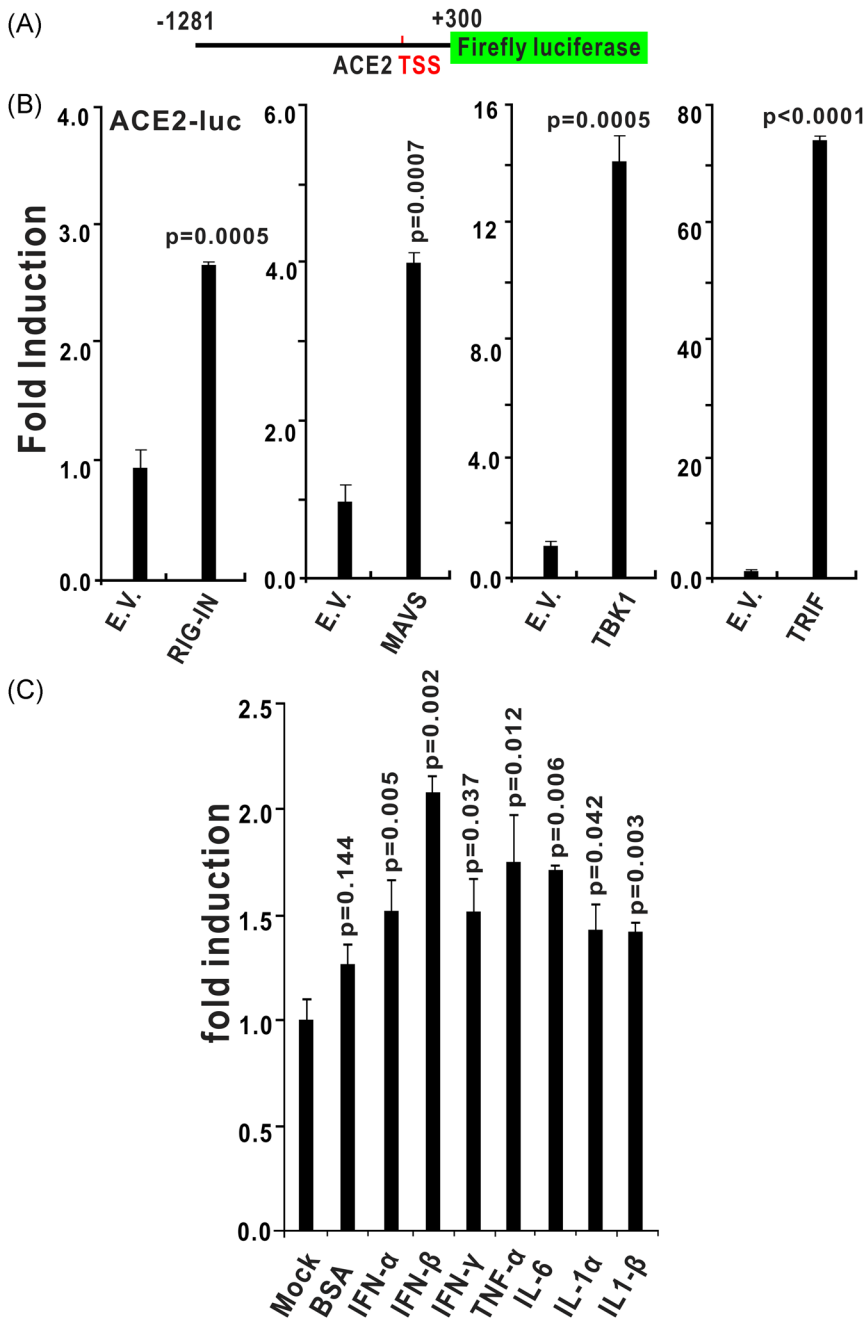 (A)
-1281
+300
Firefly luciferase
ACE2 TSS
(B)
ACE2-luc
Fold Induction
4.0
3.0
2.0
1.0
0.0
p=0.0005
E.V.
RIG-IN
6.0
4.0
2.0
0.0
p=0.0007
E.V.
MAVS
16
14
8.0
4.0
0.0
p=0.0005
E.V.
TBK1
80
60
40
20
0.0
p<0.0001
E.V.
TRIF
(C)
fold induction
2.5
2.0
1.5
1.0
0.5
0.0
p=0.144
p=0.005
p=0.002
p=0.037
p=0.012
p=0.006
p=0.042
p=0.003
Mock
BSA
IFN-α
IFN-β
IFN-γ
TNF-α
IL-6
IL-1α
IL1-β